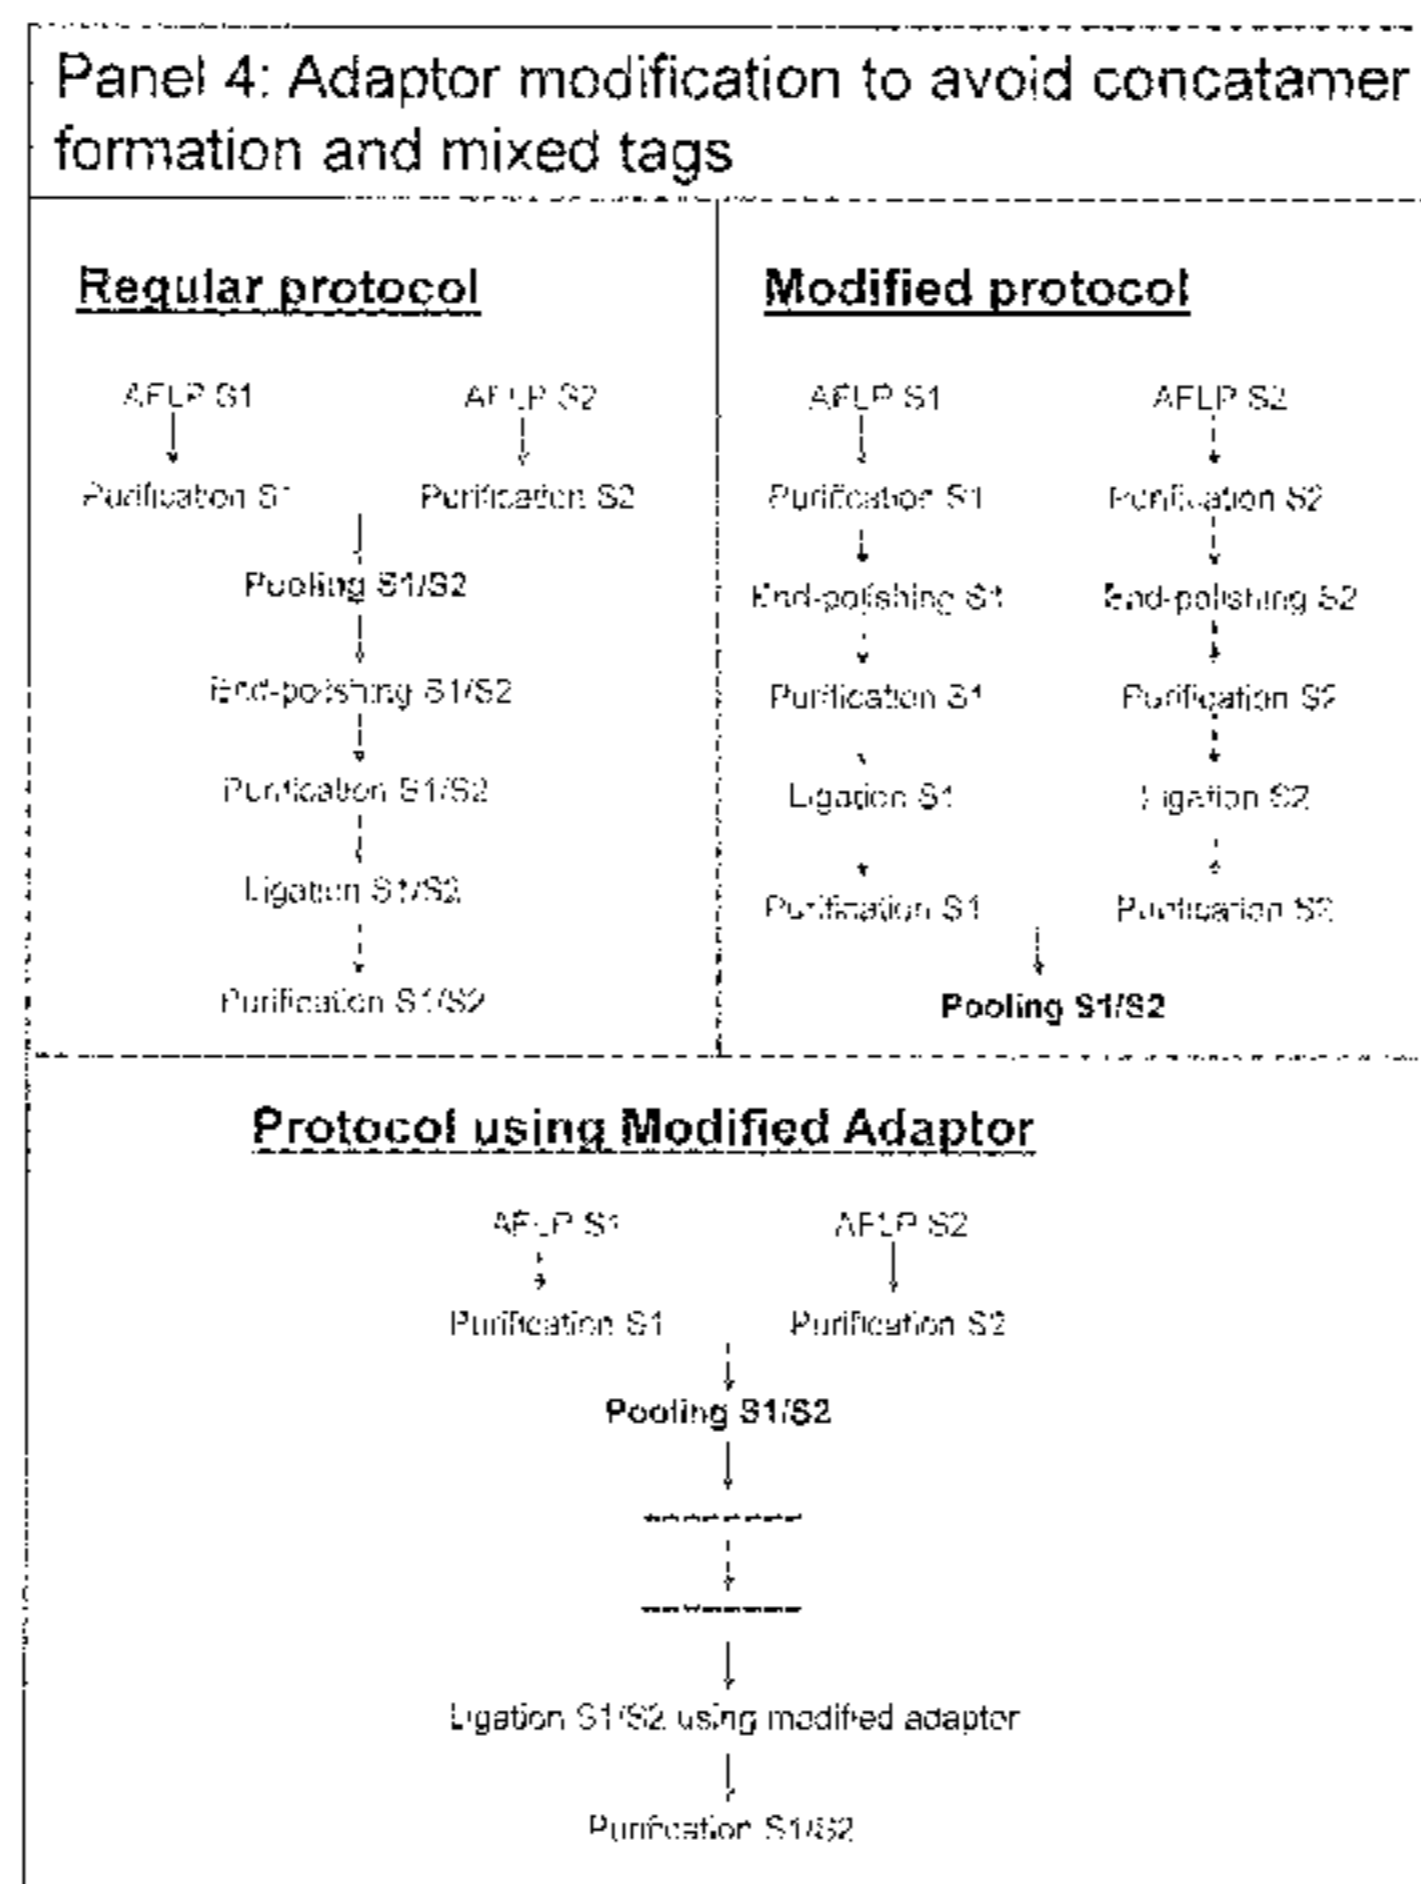 Panel 4: Adaptor modification to avoid concatamer
formation and mixed tags
Regular protocol
AFLP S1 AFLP S2
Purification S1 Purification S2
Pooling S1/S2
End-polishing S1/S2
Purification S1/S2
Ligation S1/S2
Purification S1/S2
Modified protocol
AFLP S1 AFLP S2
Purification S1 Purification S2
End-polishing S1 End-polishing S2
Purification S1 Purification S2
Ligation S1 Ligation S2
Purification S1 Purification S2
Pooling S1/S2
Protocol using Modified Adaptor
AFLP S1 AFLP S2
Purification S1 Purification S2
Pooling S1/S2
---------
---------
Ligation S1/S2 using modified adaptor
Purification S1/S2